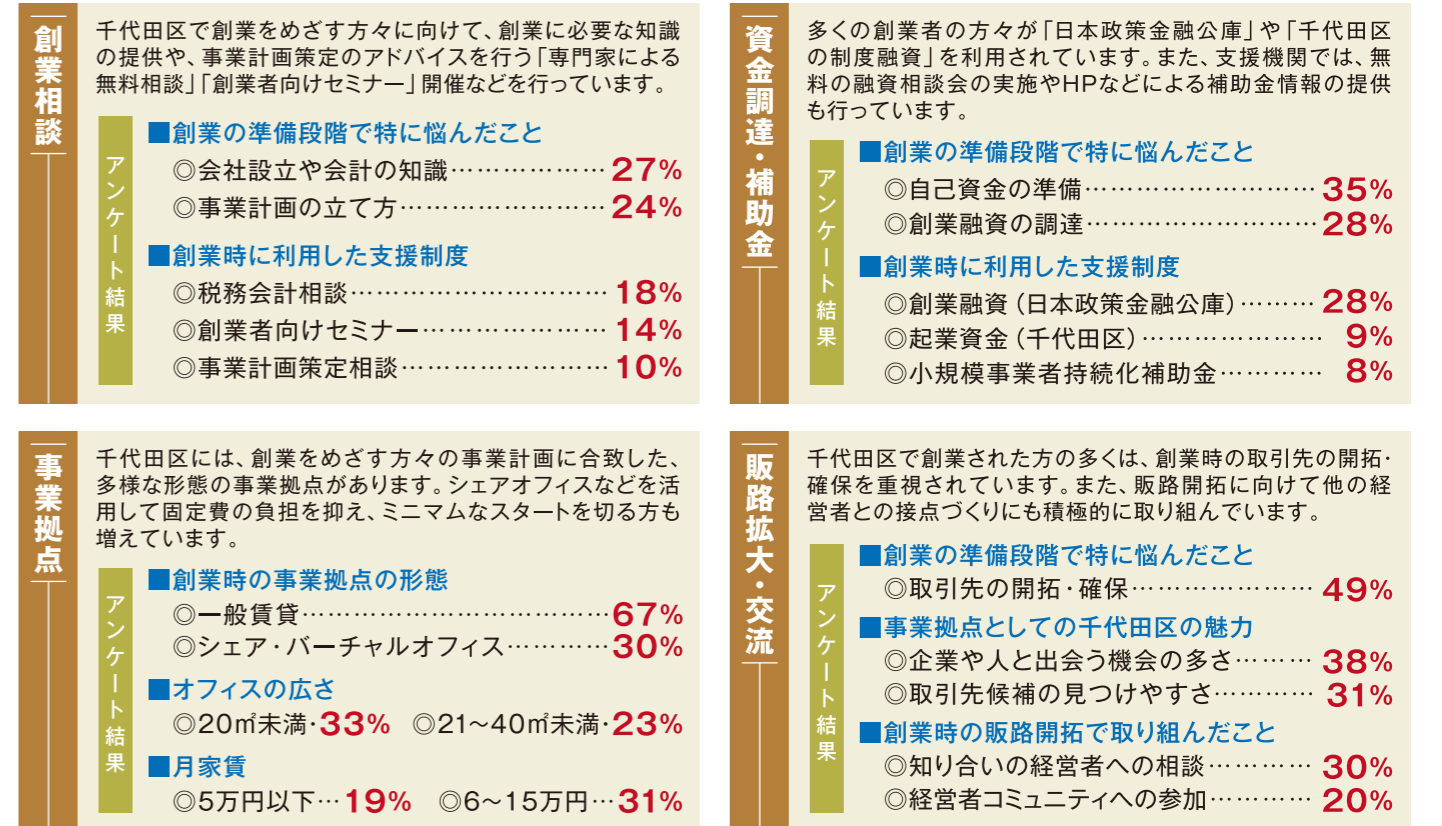 創業相談
千代田区で創業をめざす方々に向けて、創業に必要な知識
の提供や、事業計画策定のアドバイスを行う「専門家による
無料相談」「創業者向けセミナー」開催などを行っています。
アンケート結果
■創業の準備段階で特に悩んだこと
◎会社設立や会計の知識………………27%
◎事業計画の立て方……………………24%
■創業時に利用した支援制度
◎税務会計相談…………………………18%
◎創業者向けセミナー…………………14%
◎事業計画策定相談……………………10%
資金調達・補助金
多くの創業者の方々が「日本政策金融公庫」や「千代田区
の制度融資」を利用されています。また、支援機関では、無
料の融資相談会の実施やHPなどによる補助金情報の提供
も行っています。
アンケート結果
■創業の準備段階で特に悩んだこと
◎自己資金の準備………………………35%
◎創業融資の調達………………………28%
■創業時に利用した支援制度
◎創業融資（日本政策金融公庫）………28%
◎起業資金（千代田区）…………………9%
◎小規模事業者持続化補助金…………8%
事業拠点
千代田区には、創業をめざす方々の事業計画に合致した、
多様な形態の事業拠点があります。シェアオフィスなどを活
用して固定費の負担を抑え、ミニマムなスタートを切る方も
増えています。
アンケート結果
■創業時の事業拠点の形態
◎一般賃貸………………………………67%
◎シェア・バーチャルオフィス…………30%
■オフィスの広さ
◎20㎡未満・33% ◎21～40㎡未満・23%
■月家賃
◎5万円以下…19% ◎6～15万円…31%
販路拡大・交流
千代田区で創業された方の多くは、創業時の取引先の開拓・
確保を重視されています。また、販路開拓に向けて他の経
営者との接点づくりにも積極的に取り組んでいます。
アンケート結果
■創業の準備段階で特に悩んだこと
◎取引先の開拓・確保…………………49%
■事業拠点としての千代田区の魅力
◎企業や人と出会う機会の多さ………38%
◎取引先候補の見つけやすさ…………31%
■創業時の販路開拓で取り組んだこと
◎知り合いの経営者への相談…………30%
◎経営者コミュニティへの参加…………20%